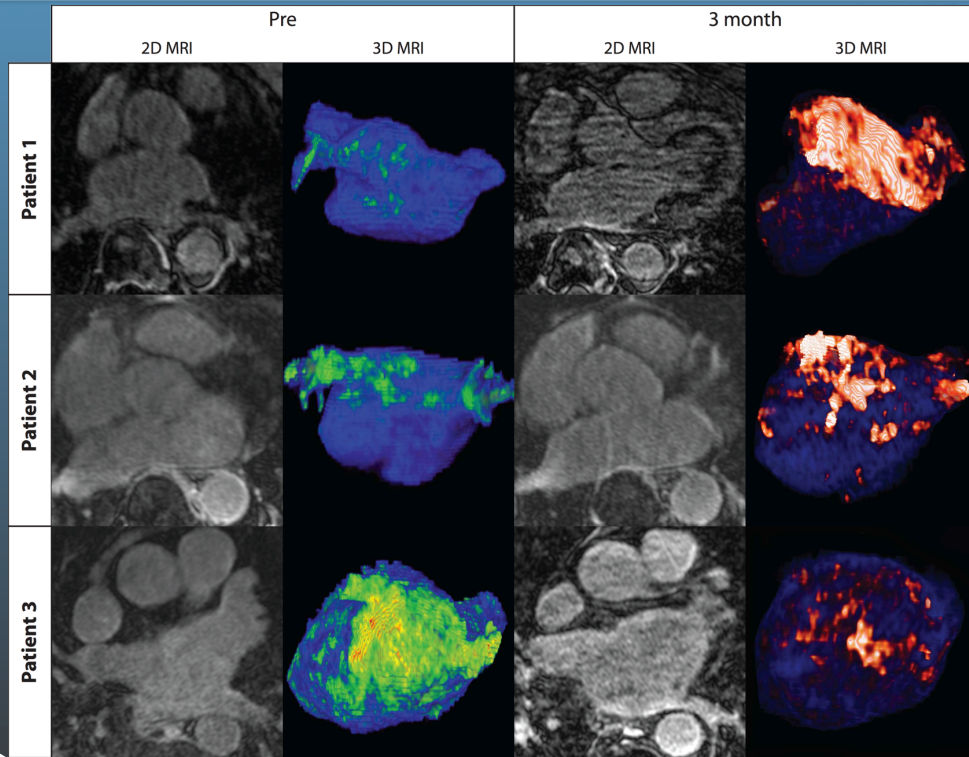 Pre
3 month
2D MRI
3D MRI
2D MRI
3D MRI
Patient 1
Patient 2
Patient 3